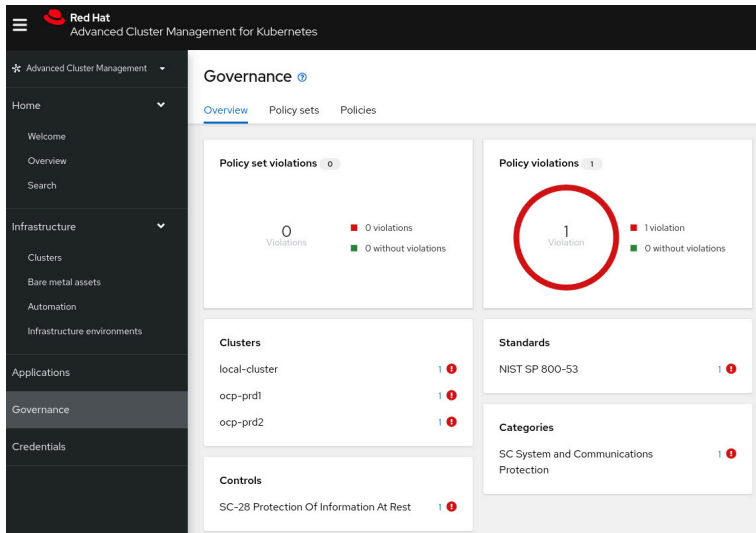 Red Hat
Advanced Cluster Management for Kubernetes
Advanced Cluster Management
Home
Welcome
Overview
Search
Infrastructure
Clusters
Bare metal assets
Automation
Infrastructure environments
Applications
Governance
Credentials
Governance
Overview Policy sets Policies
Policy set violations 0
0
Violations
0 violations
0 without violations
Policy violations 1
1
Violation
1 violation
0 without violations
Clusters
local-cluster 1
ocp-prd1 1
ocp-prd2 1
Standards
NIST SP 800-53 1
Categories
SC System and Communications 1
Protection
Controls
SC-28 Protection Of Information At Rest 1